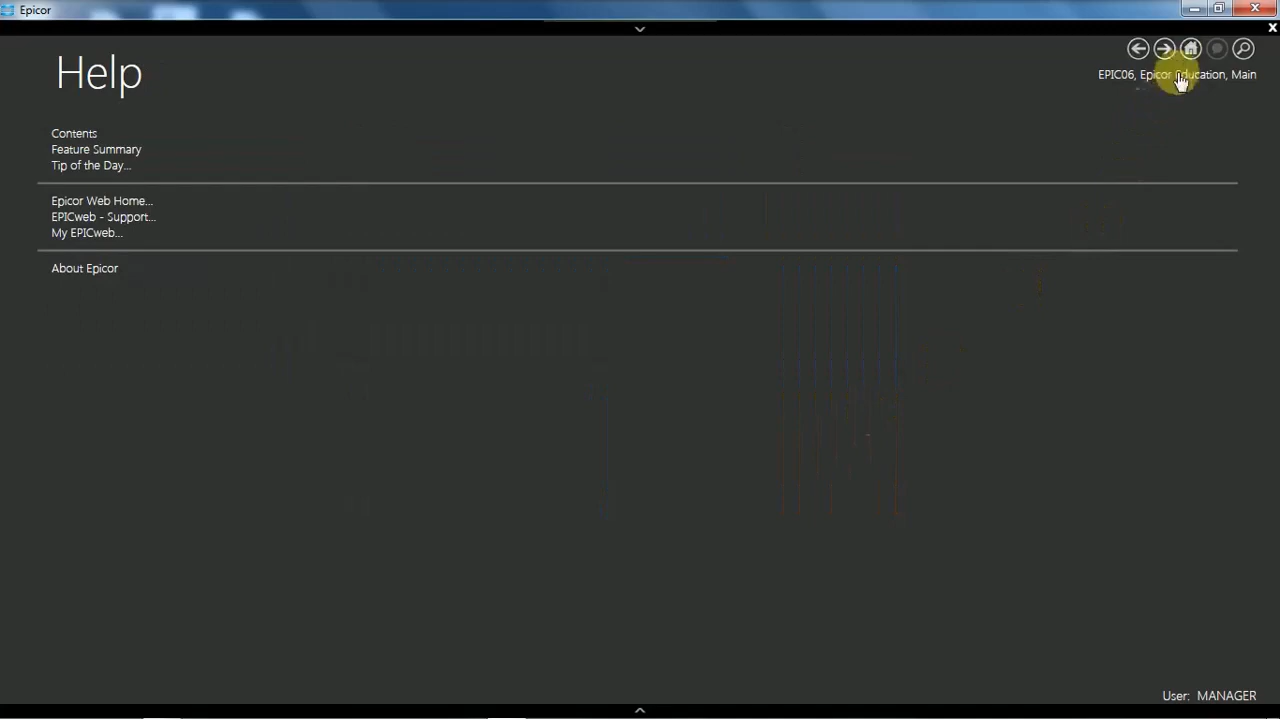 Epicor
Help
EPIC06, Epicor Education, Main
Contents
Feature Summary
Tip of the Day...
Epicor Web Home...
EPICweb - Support...
My EPICweb...
About Epicor
User: MANAGER